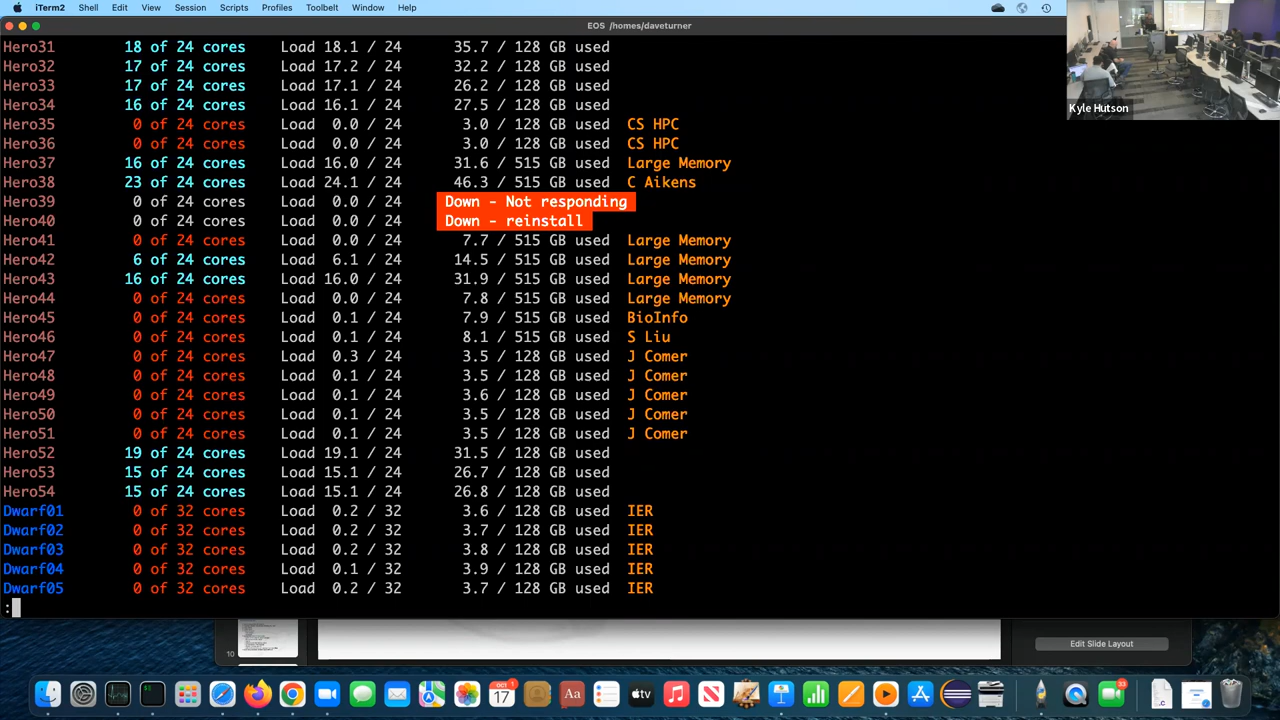 iTerm2 Shell Edit View Session Scripts Profiles Toolbelt Window Help
EOS /homes/daveturner
Hero31 18 of 24 cores Load 18.1 / 24 35.7 / 128 GB used
Hero32 17 of 24 cores Load 17.2 / 24 32.2 / 128 GB used
Hero33 17 of 24 cores Load 17.1 / 24 26.2 / 128 GB used
Hero34 16 of 24 cores Load 16.1 / 24 27.5 / 128 GB used
Kyle Hutson
Hero35 0 of 24 cores Load 0.0 / 24 3.0 / 128 GB used CS HPC
Hero36 0 of 24 cores Load 0.0 / 24 3.0 / 128 GB used CS HPC
Hero37 16 of 24 cores Load 16.0 / 24 31.6 / 515 GB used Large Memory
Hero38 23 of 24 cores Load 24.1 / 24 46.3 / 515 GB used C Aikens
Hero39 0 of 24 cores Load 0.0 / 24 Down - Not responding
Hero40 0 of 24 cores Load 0.0 / 24 Down - reinstall
Hero41 0 of 24 cores Load 0.0 / 24 7.7 / 515 GB used Large Memory
Hero42 6 of 24 cores Load 6.1 / 24 14.5 / 515 GB used Large Memory
Hero43 16 of 24 cores Load 16.0 / 24 31.9 / 515 GB used Large Memory
Hero44 0 of 24 cores Load 0.0 / 24 7.8 / 515 GB used Large Memory
Hero45 0 of 24 cores Load 0.1 / 24 7.9 / 515 GB used BioInfo
Hero46 0 of 24 cores Load 0.1 / 24 8.1 / 515 GB used S Liu
Hero47 0 of 24 cores Load 0.3 / 24 3.5 / 128 GB used J Comer
Hero48 0 of 24 cores Load 0.1 / 24 3.5 / 128 GB used J Comer
Hero49 0 of 24 cores Load 0.1 / 24 3.6 / 128 GB used J Comer
Hero50 0 of 24 cores Load 0.1 / 24 3.5 / 128 GB used J Comer
Hero51 0 of 24 cores Load 0.1 / 24 3.5 / 128 GB used J Comer
Hero52 19 of 24 cores Load 19.1 / 24 31.5 / 128 GB used
Hero53 15 of 24 cores Load 15.1 / 24 26.7 / 128 GB used
Hero54 15 of 24 cores Load 15.1 / 24 26.8 / 128 GB used
Dwarf01 0 of 32 cores Load 0.2 / 32 3.6 / 128 GB used IER
Dwarf02 0 of 32 cores Load 0.2 / 32 3.7 / 128 GB used IER
Dwarf03 0 of 32 cores Load 0.2 / 32 3.8 / 128 GB used IER
Dwarf04 0 of 32 cores Load 0.1 / 32 3.9 / 128 GB used IER
Dwarf05 0 of 32 cores Load 0.2 / 32 3.7 / 128 GB used IER
:
10
Edit Slide Layout
OCT
17
1
Aa
tv
33